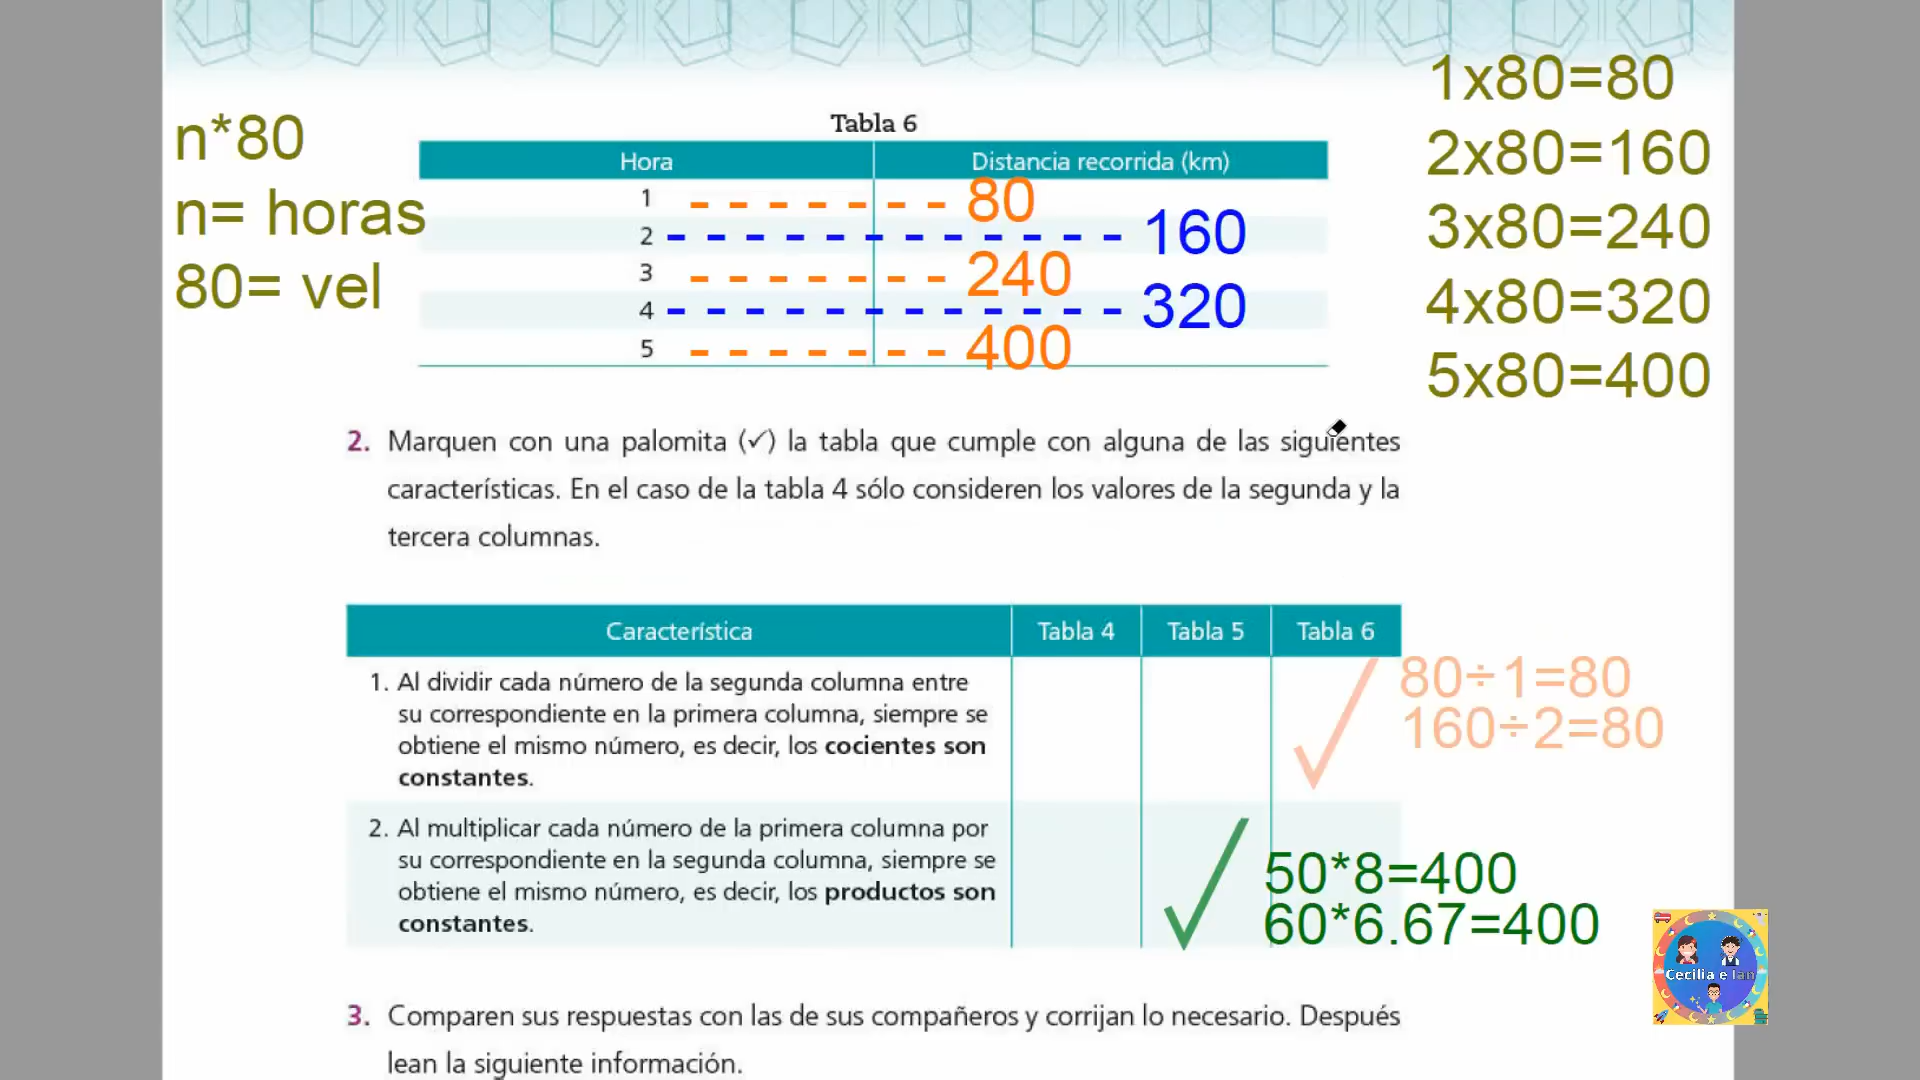 n*80
n= horas
80= vel
Tabla 6
Hora Distancia recorrida (km)
1 - - - - - - - 80
2 - - - - - - - - - - - - 160
3 - - - - - - - 240
4 - - - - - - - - - - - - 320
5 - - - - - - - 400
1x80=80
2x80=160
3x80=240
4x80=320
5x80=400
2. Marquen con una palomita (✓) la tabla que cumple con alguna de las siguientes
características. En el caso de la tabla 4 sólo consideren los valores de la segunda y la
tercera columnas.
Característica Tabla 4 Tabla 5 Tabla 6
1. Al dividir cada número de la segunda columna entre
su correspondiente en la primera columna, siempre se
obtiene el mismo número, es decir, los cocientes son
constantes.
✓
80÷1=80
160÷2=80
2. Al multiplicar cada número de la primera columna por
su correspondiente en la segunda columna, siempre se
obtiene el mismo número, es decir, los productos son
constantes.
✓
50*8=400
60*6.67=400
Cecilia e Ian
3. Comparen sus respuestas con las de sus compañeros y corrijan lo necesario. Después
lean la siguiente información.